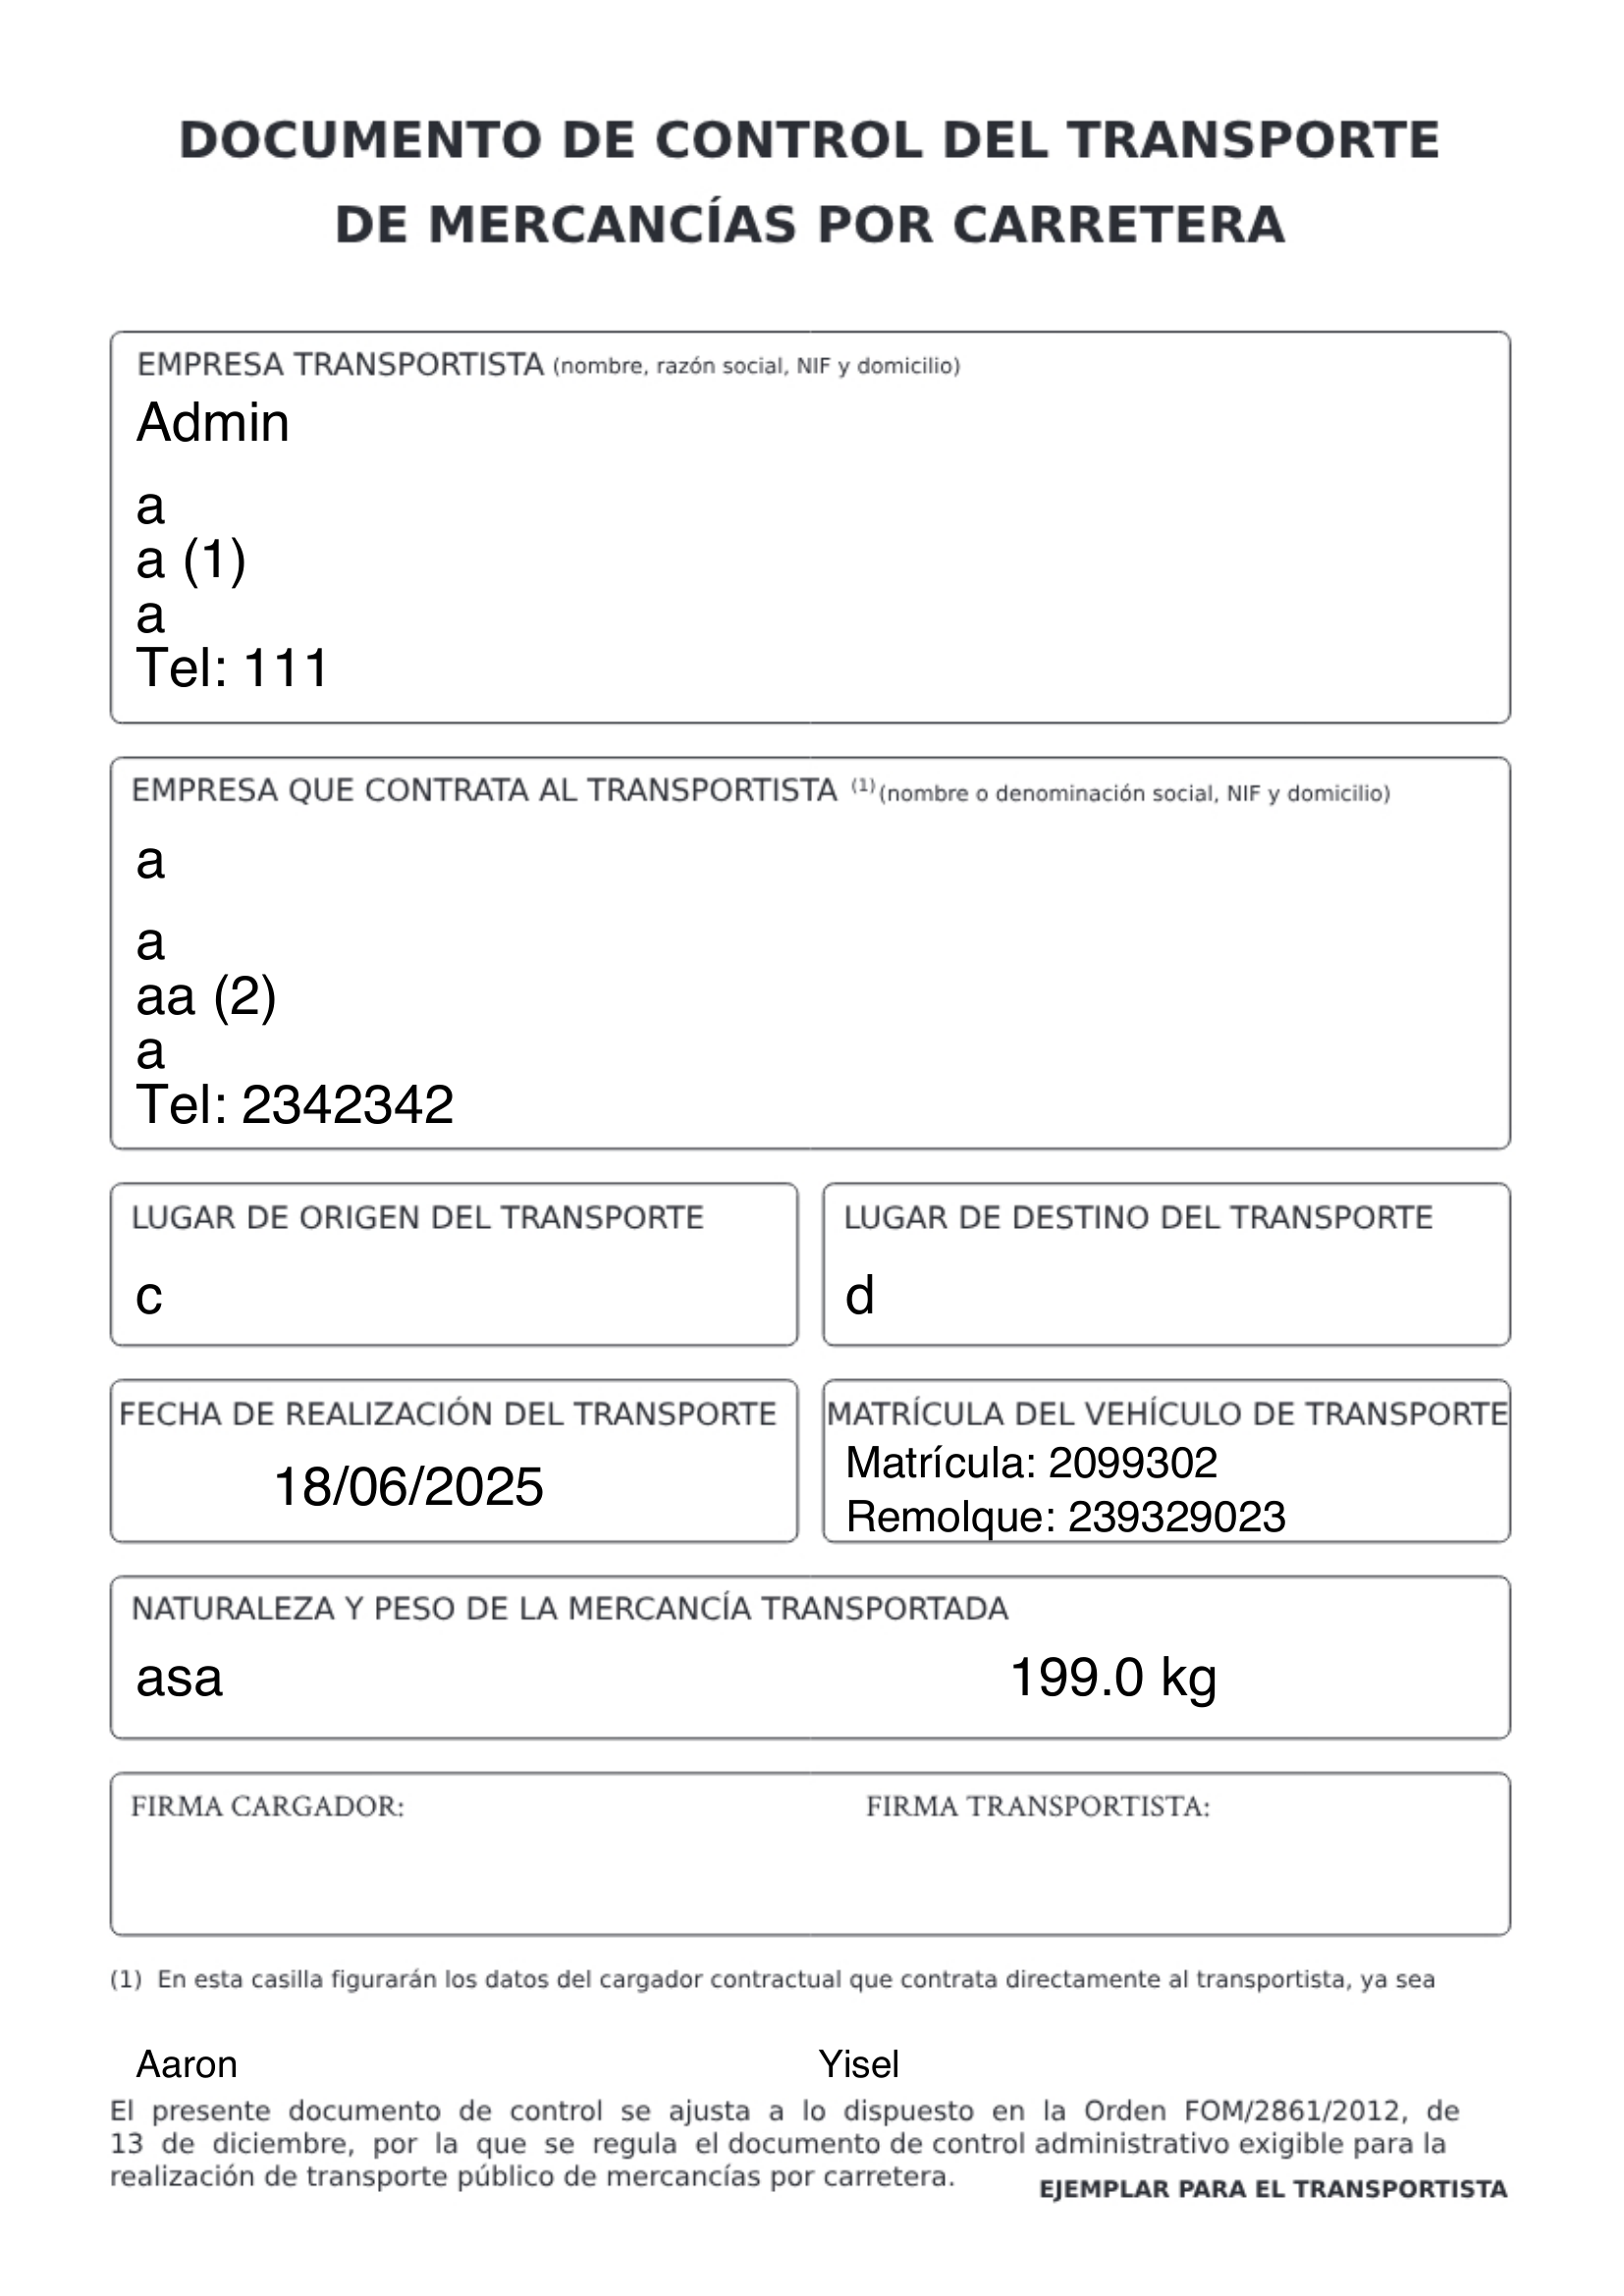 DOCUMENTO DE CONTROL DEL TRANSPORTE
DE MERCANCÍAS POR CARRETERA
EMPRESA TRANSPORTISTA (nombre, razón social, NIF y domicilio)
Admin
a
a (1)
a
Tel: 111
EMPRESA QUE CONTRATA AL TRANSPORTISTA (1) (nombre o denominación social, NIF y domicilio)
a
a
aa (2)
a
Tel: 2342342
LUGAR DE ORIGEN DEL TRANSPORTE
c
LUGAR DE DESTINO DEL TRANSPORTE
d
FECHA DE REALIZACIÓN DEL TRANSPORTE
18/06/2025
MATRÍCULA DEL VEHÍCULO DE TRANSPORTE
Matrícula: 2099302
Remolque: 239329023
NATURALEZA Y PESO DE LA MERCANCÍA TRANSPORTADA
asa 199.0 kg
FIRMA CARGADOR: FIRMA TRANSPORTISTA:
(1) En esta casilla figurarán los datos del cargador contractual que contrata directamente al transportista, ya sea
Aaron Yisel
El presente documento de control se ajusta a lo dispuesto en la Orden FOM/2861/2012, de
13 de diciembre, por la que se regula el documento de control administrativo exigible para la
realización de transporte público de mercancías por carretera.
EJEMPLAR PARA EL TRANSPORTISTA